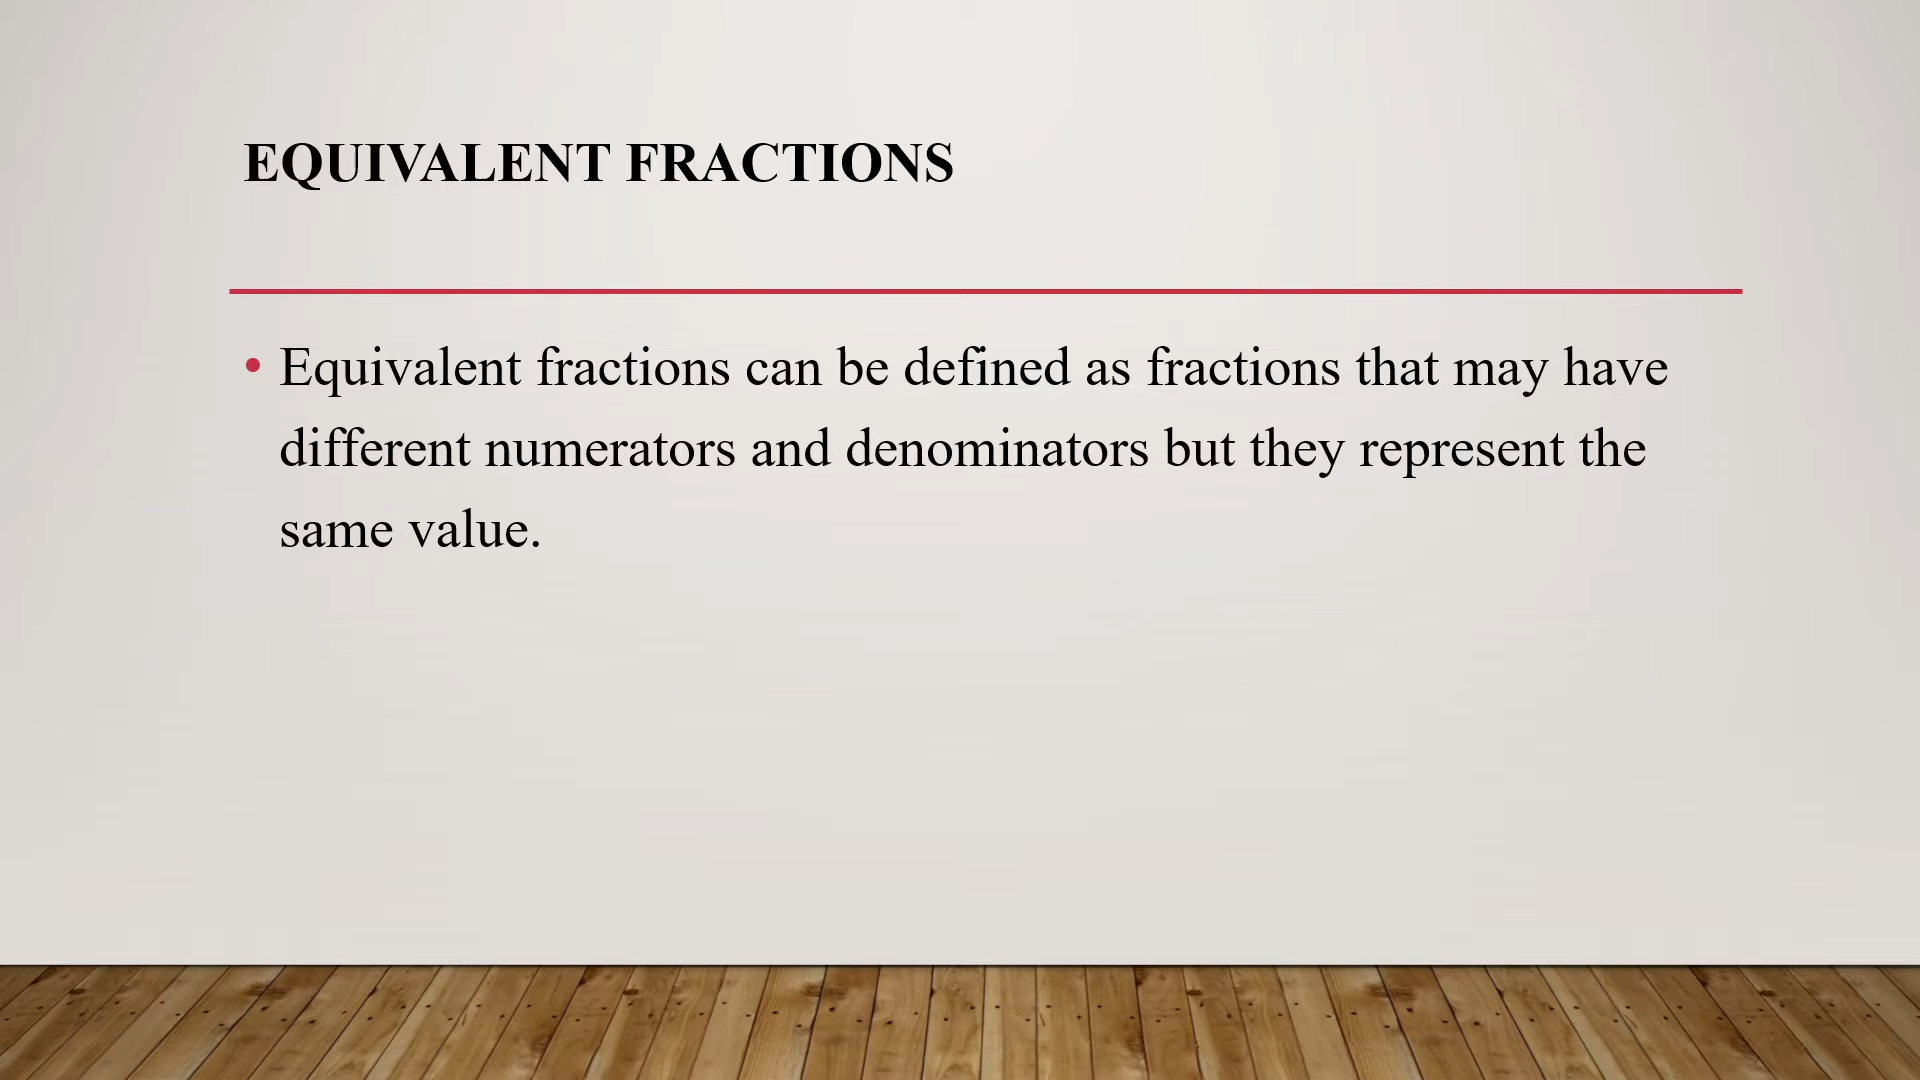 EQUIVALENT FRACTIONS
• Equivalent fractions can be defined as fractions that may have
different numerators and denominators but they represent the
same value.